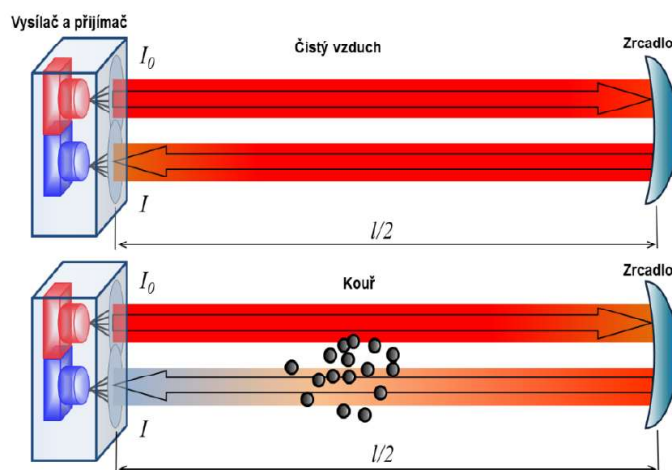 Vysílač a přijímač
I0
Čistý vzduch
Zrcadlo
I
l/2
I0
Kouř
Zrcadlo
I
l/2